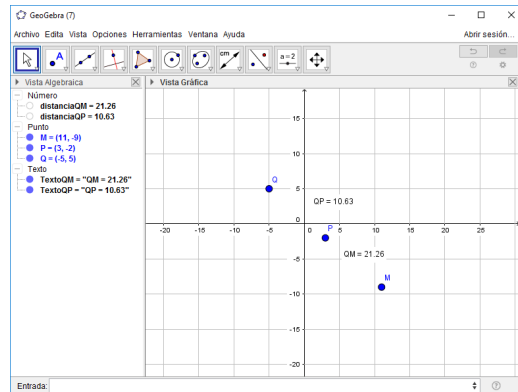 GeoGebra (7)
Archivo Edita Vista Opciones Herramientas Ventana Ayuda Abrir sesión...
A cm a = 2
Vista Algebraica
Número
distanciaQM = 21.26
distanciaQP = 10.63
Punto
M = (11, -9)
P = (3, -2)
Q = (-5, 5)
Texto
TextoQM = "QM = 21.26"
TextoQP = "QP = 10.63"
Vista Gráfica
15
10
Q
5
QP = 10.63
0
-20 -15 -10 -5 0 5 10 15 20 25
P
QM = 21.26
-5
M
-10
-15
-20
Entrada: